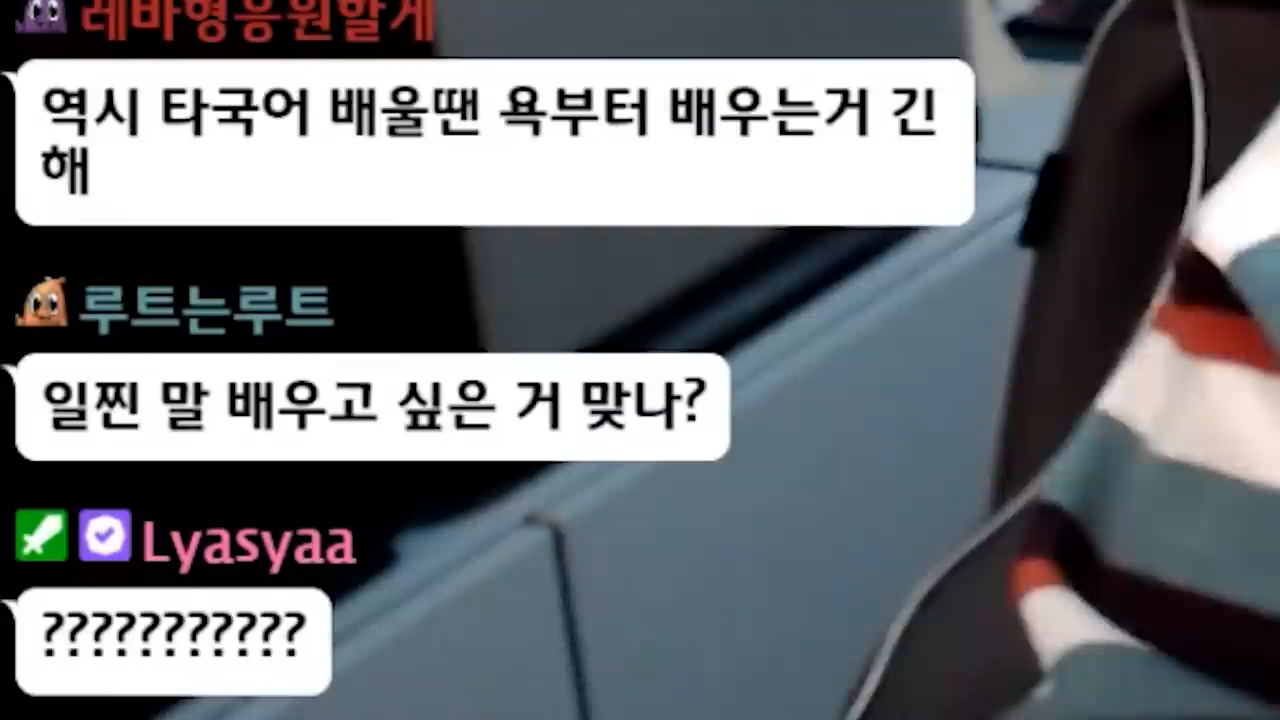 레바형응원할게
역시 타국어 배울땐 욕부터 배우는거 긴
해
루트는루트
일찐 말 배우고 싶은 거 맞나?
Lyasyaa
???????????